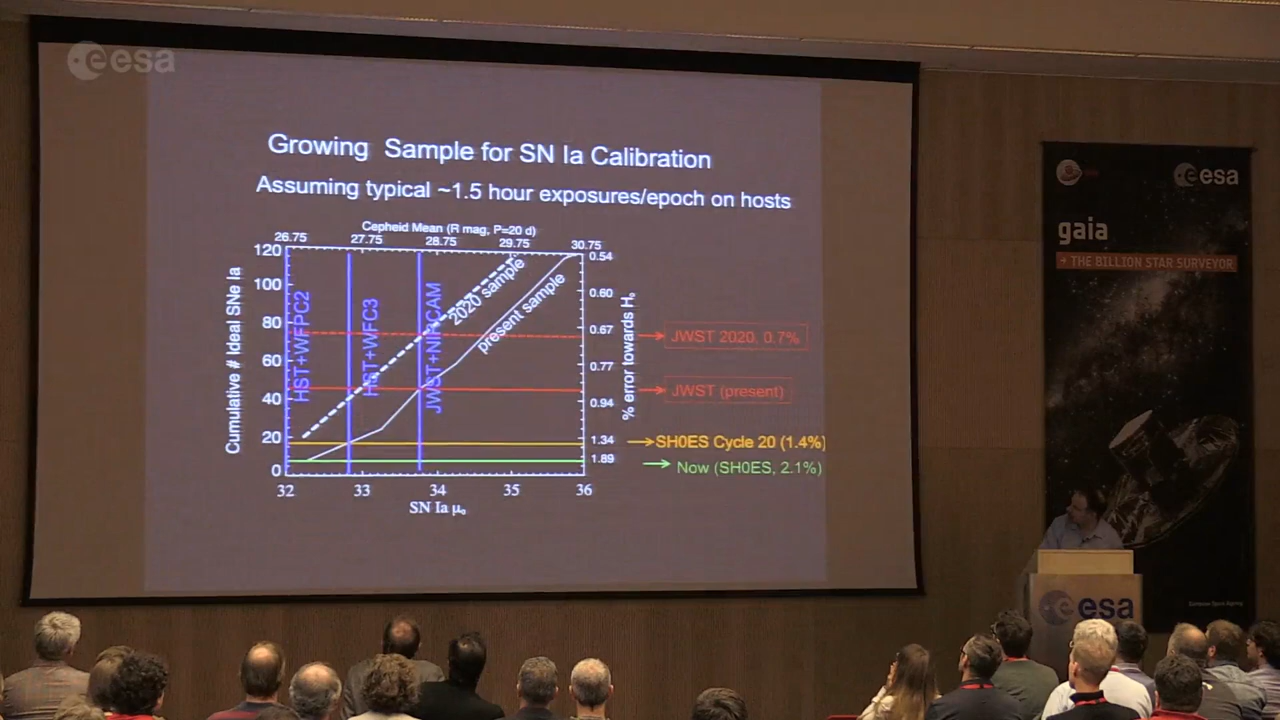 esa
Growing Sample for SN Ia Calibration
Assuming typical ~1.5 hour exposures/epoch on hosts
Cepheid Mean (R mag, P=20 d)
26.75 27.75 28.75 29.75 30.75
Cumulative # Ideal SNe Ia
120
100
80
60
40
20
0
HST+WFPC2
HST+WFC3
JWST+NIRCAM
2020 sample
present sample
0.54
0.60
0.67
0.77
0.94
1.34
1.89
% error towards H₀
JWST 2020, 0.7%
JWST (present)
SH0ES Cycle 20 (1.4%)
Now (SH0ES, 2.1%)
32 33 34 35 36
SN Ia μ₀
esa
gaia
→ THE BILLION STAR SURVEYOR
esa
European Space Agency